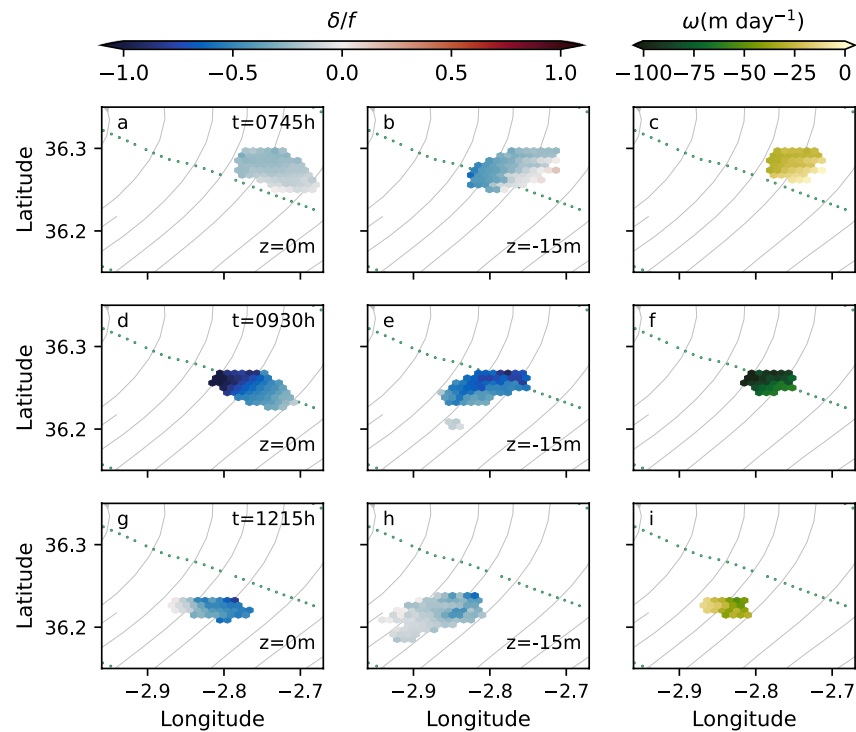 δ/f
ω(m day⁻¹)
−1.0 −0.5 0.0 0.5 1.0
−100 −75 −50 −25 0
a t=0745h z=0m
b z=-15m
c
36.3
36.2
Latitude
d t=0930h z=0m
e z=-15m
f
36.3
36.2
Latitude
g t=1215h z=0m
h z=-15m
i
36.3
36.2
Latitude
−2.9 −2.8 −2.7
−2.9 −2.8 −2.7
−2.9 −2.8 −2.7
Longitude
Longitude
Longitude